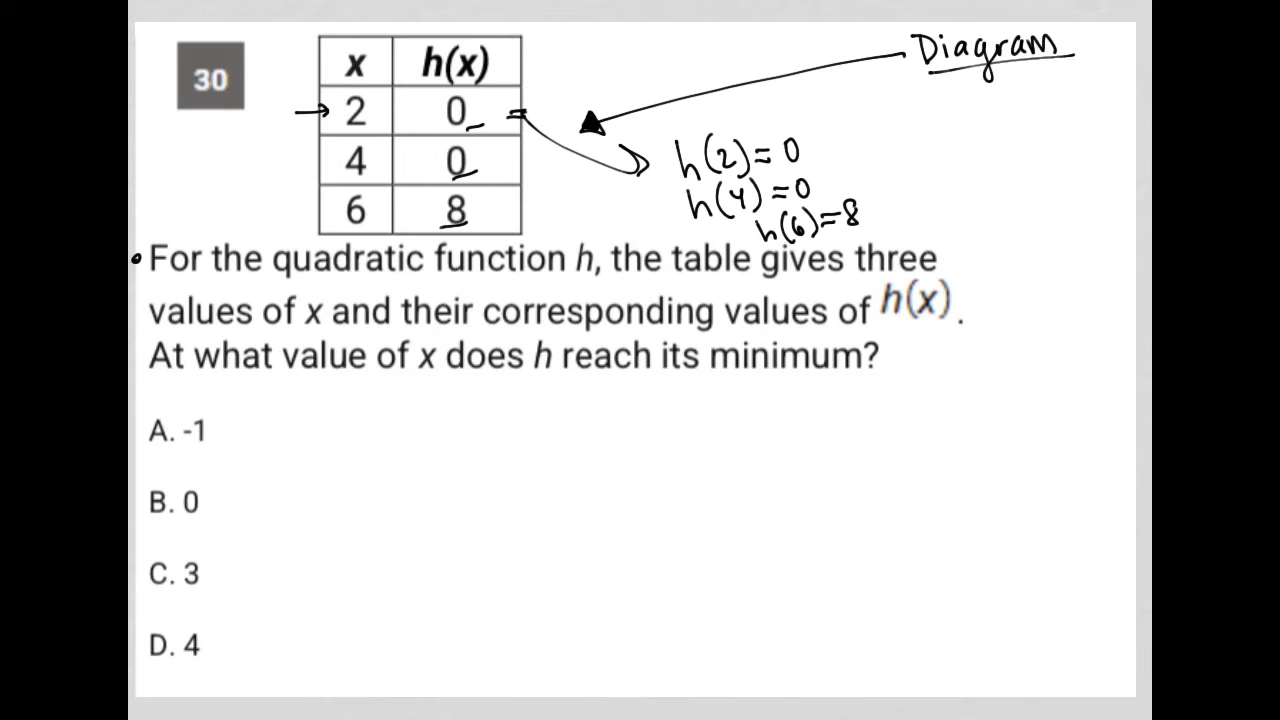 30
x h(x)
2 0
4 0
6 8
Diagram
h(2)=0
h(4)=0
h(6)=8
For the quadratic function h, the table gives three
values of x and their corresponding values of h(x).
At what value of x does h reach its minimum?
A. -1
B. 0
C. 3
D. 4